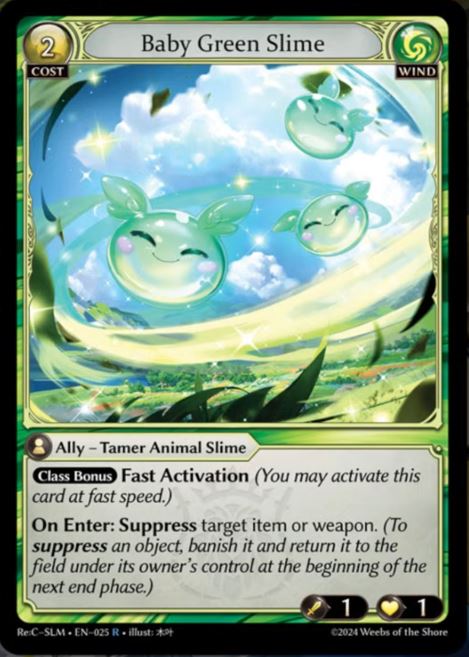 2
Baby Green Slime
COST
WIND
Ally – Tamer Animal Slime
Class Bonus Fast Activation (You may activate this
card at fast speed.)
On Enter: Suppress target item or weapon. (To
suppress an object, banish it and return it to the
field under its owner's control at the beginning of the
next end phase.)
1
1
Re:C–SLM • EN–025 R • illust: 木叶
©2024 Weebs of the Shore